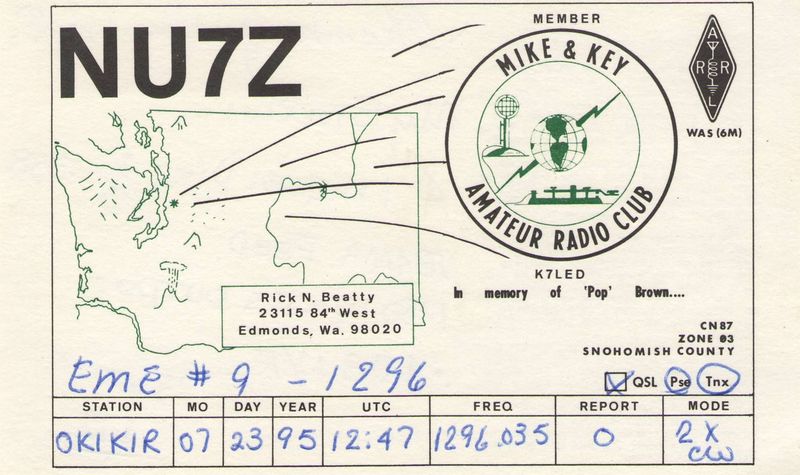 NU7Z
MEMBER
MIKE & KEY
AMATEUR RADIO CLUB
K7LED
In memory of 'Pop' Brown....
A
R R
L
WAS (6M)
Rick N. Beatty
23115 84th West
Edmonds, Wa. 98020
CN87
ZONE 03
SNOHOMISH COUNTY
EME # 9 - 1296
QSL Pse Tnx
STATION MO DAY YEAR UTC FREQ REPORT MODE
OK1KIR 07 23 95 12:47 1296.035 O 2X
CW